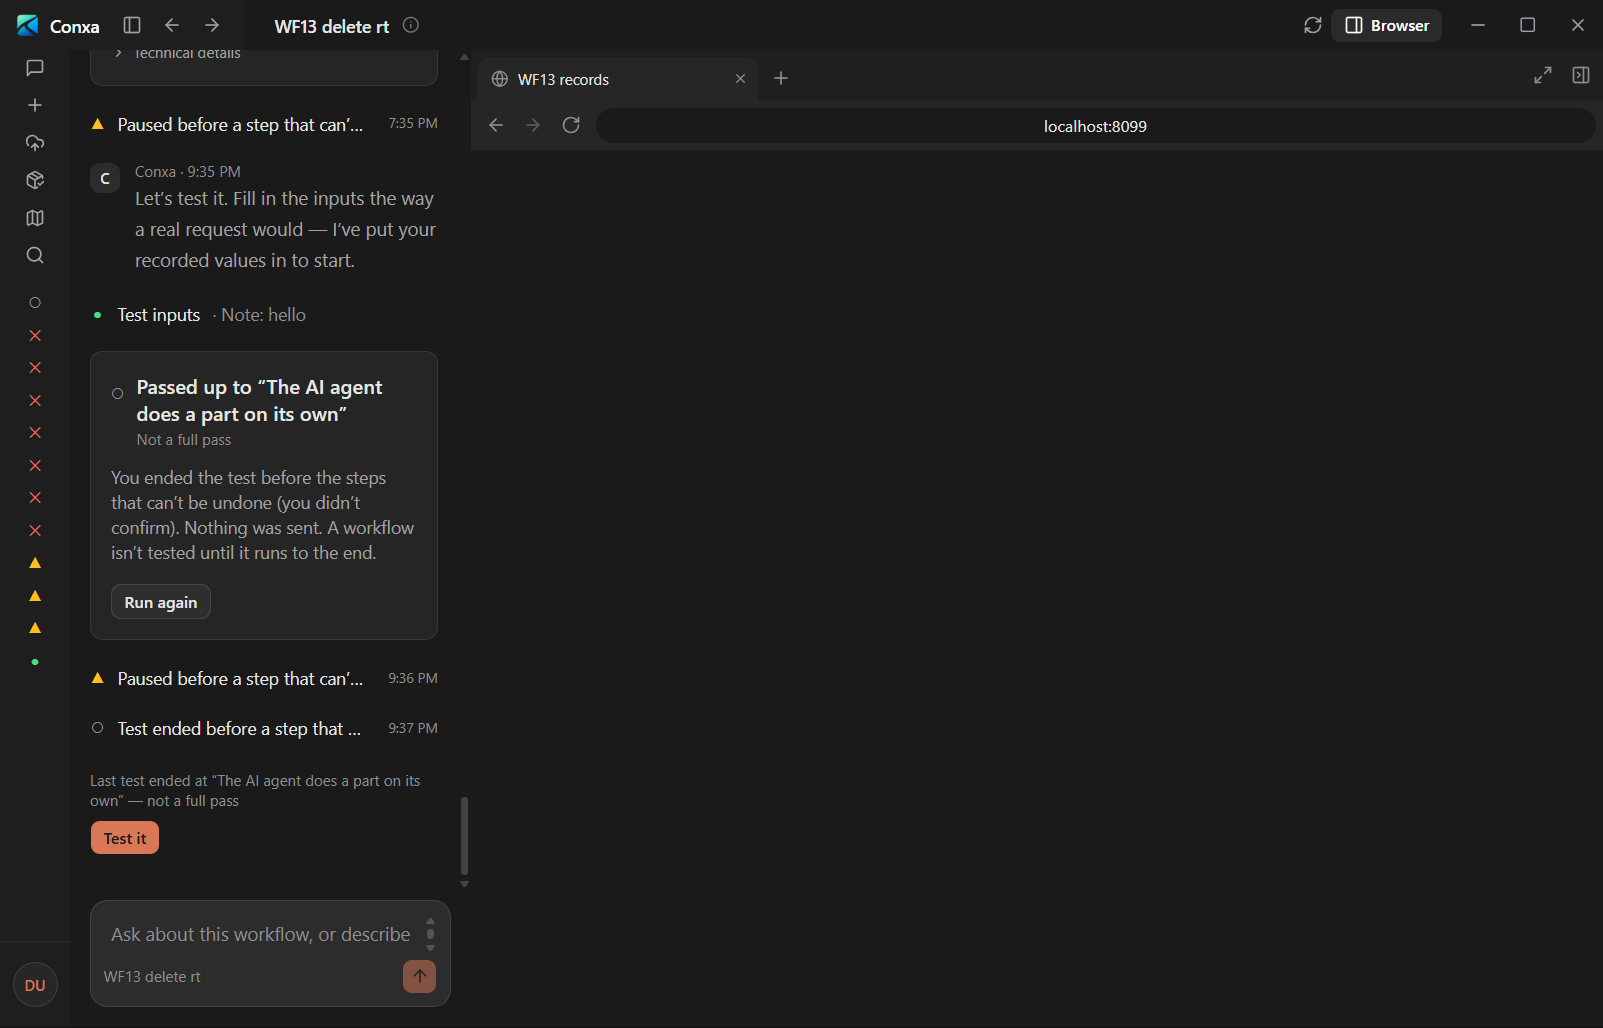 Conxa
WF13 delete rt
Browser
Technical details
WF13 records
localhost:8099
Paused before a step that can’... 7:35 PM
C
Conxa · 9:35 PM
Let’s test it. Fill in the inputs the way
a real request would — I’ve put your
recorded values in to start.
Test inputs · Note: hello
Passed up to “The AI agent
does a part on its own”
Not a full pass
You ended the test before the steps
that can’t be undone (you didn’t
confirm). Nothing was sent. A workflow
isn’t tested until it runs to the end.
Run again
Paused before a step that can’... 9:36 PM
Test ended before a step that ... 9:37 PM
Last test ended at “The AI agent does a part on its
own” — not a full pass
Test it
Ask about this workflow, or describe
WF13 delete rt
DU